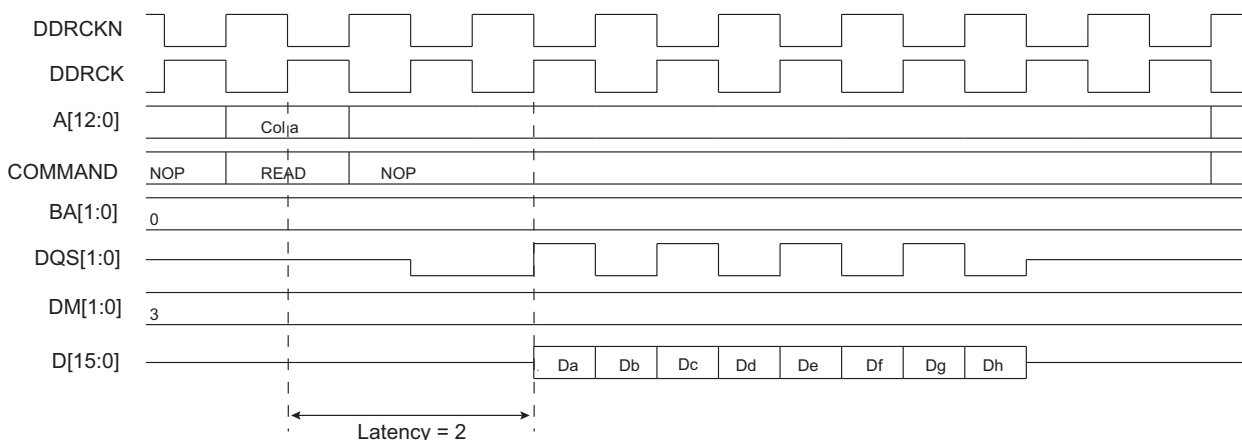 DDRCKN
DDRCK
A[12:0] Col a
COMMAND NOP READ NOP
BA[1:0] 0
DQS[1:0]
DM[1:0] 3
D[15:0] Da Db Dc Dd De Df Dg Dh
Latency = 2